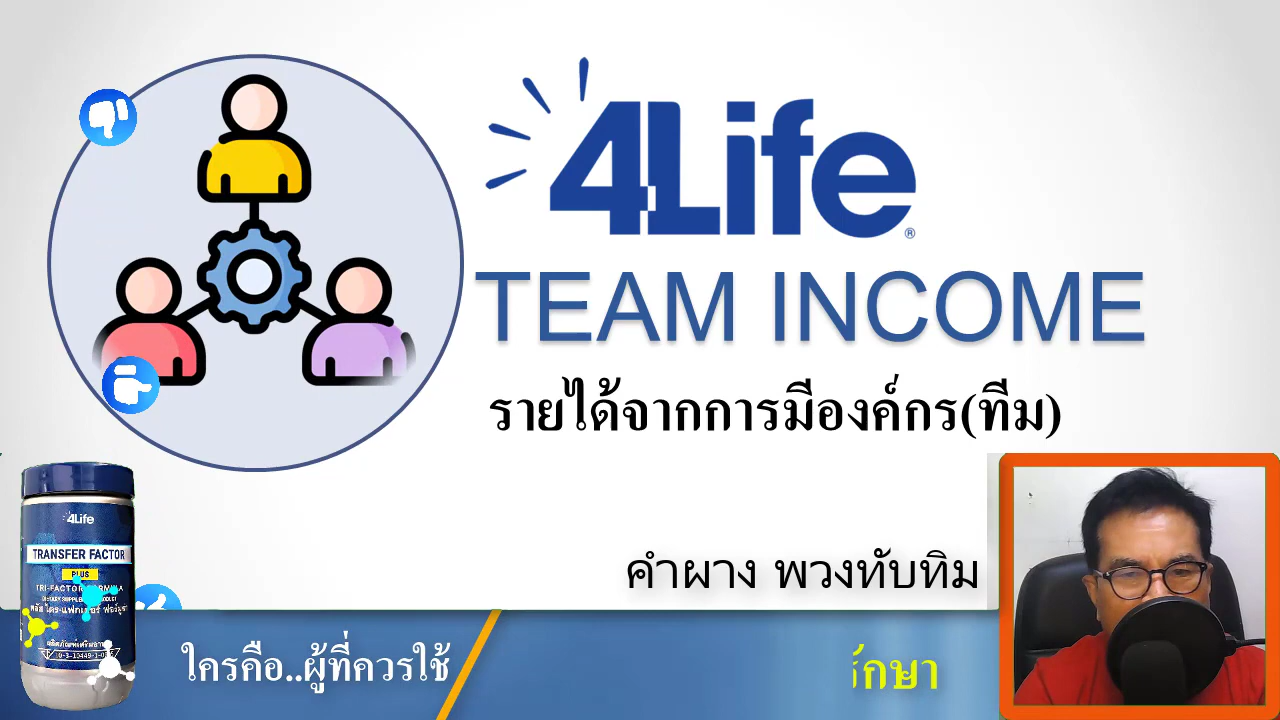 4Life®
TEAM INCOME
รายได้จากการมีองค์กร(ทีม)
คำผาง พวงทับทิม
4Life
TRANSFER FACTOR
PLUS
TRI-FACTOR FORMULA
ใครคือ..ผู้ที่ควรใช้